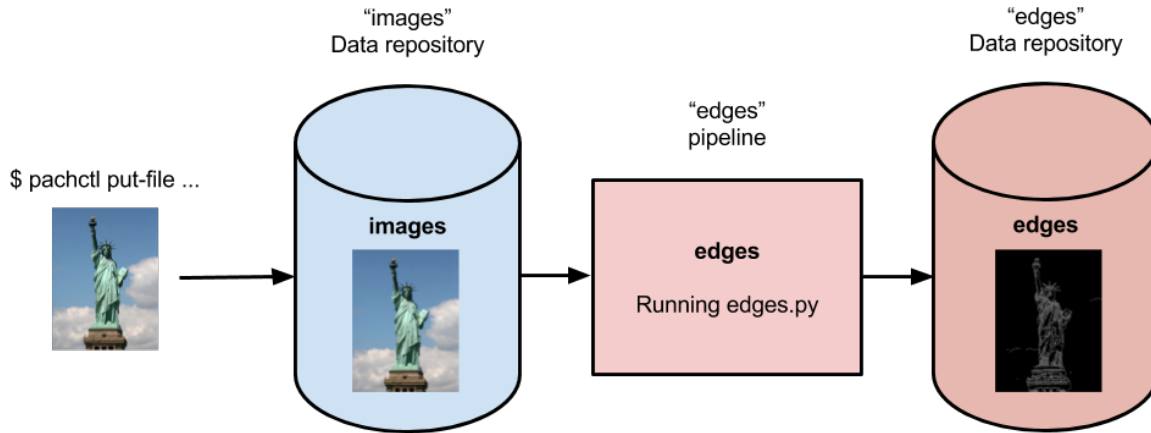 “images”
Data repository
“edges”
Data repository
“edges”
pipeline
$ pachctl put-file ...
images
edges
Running edges.py
edges